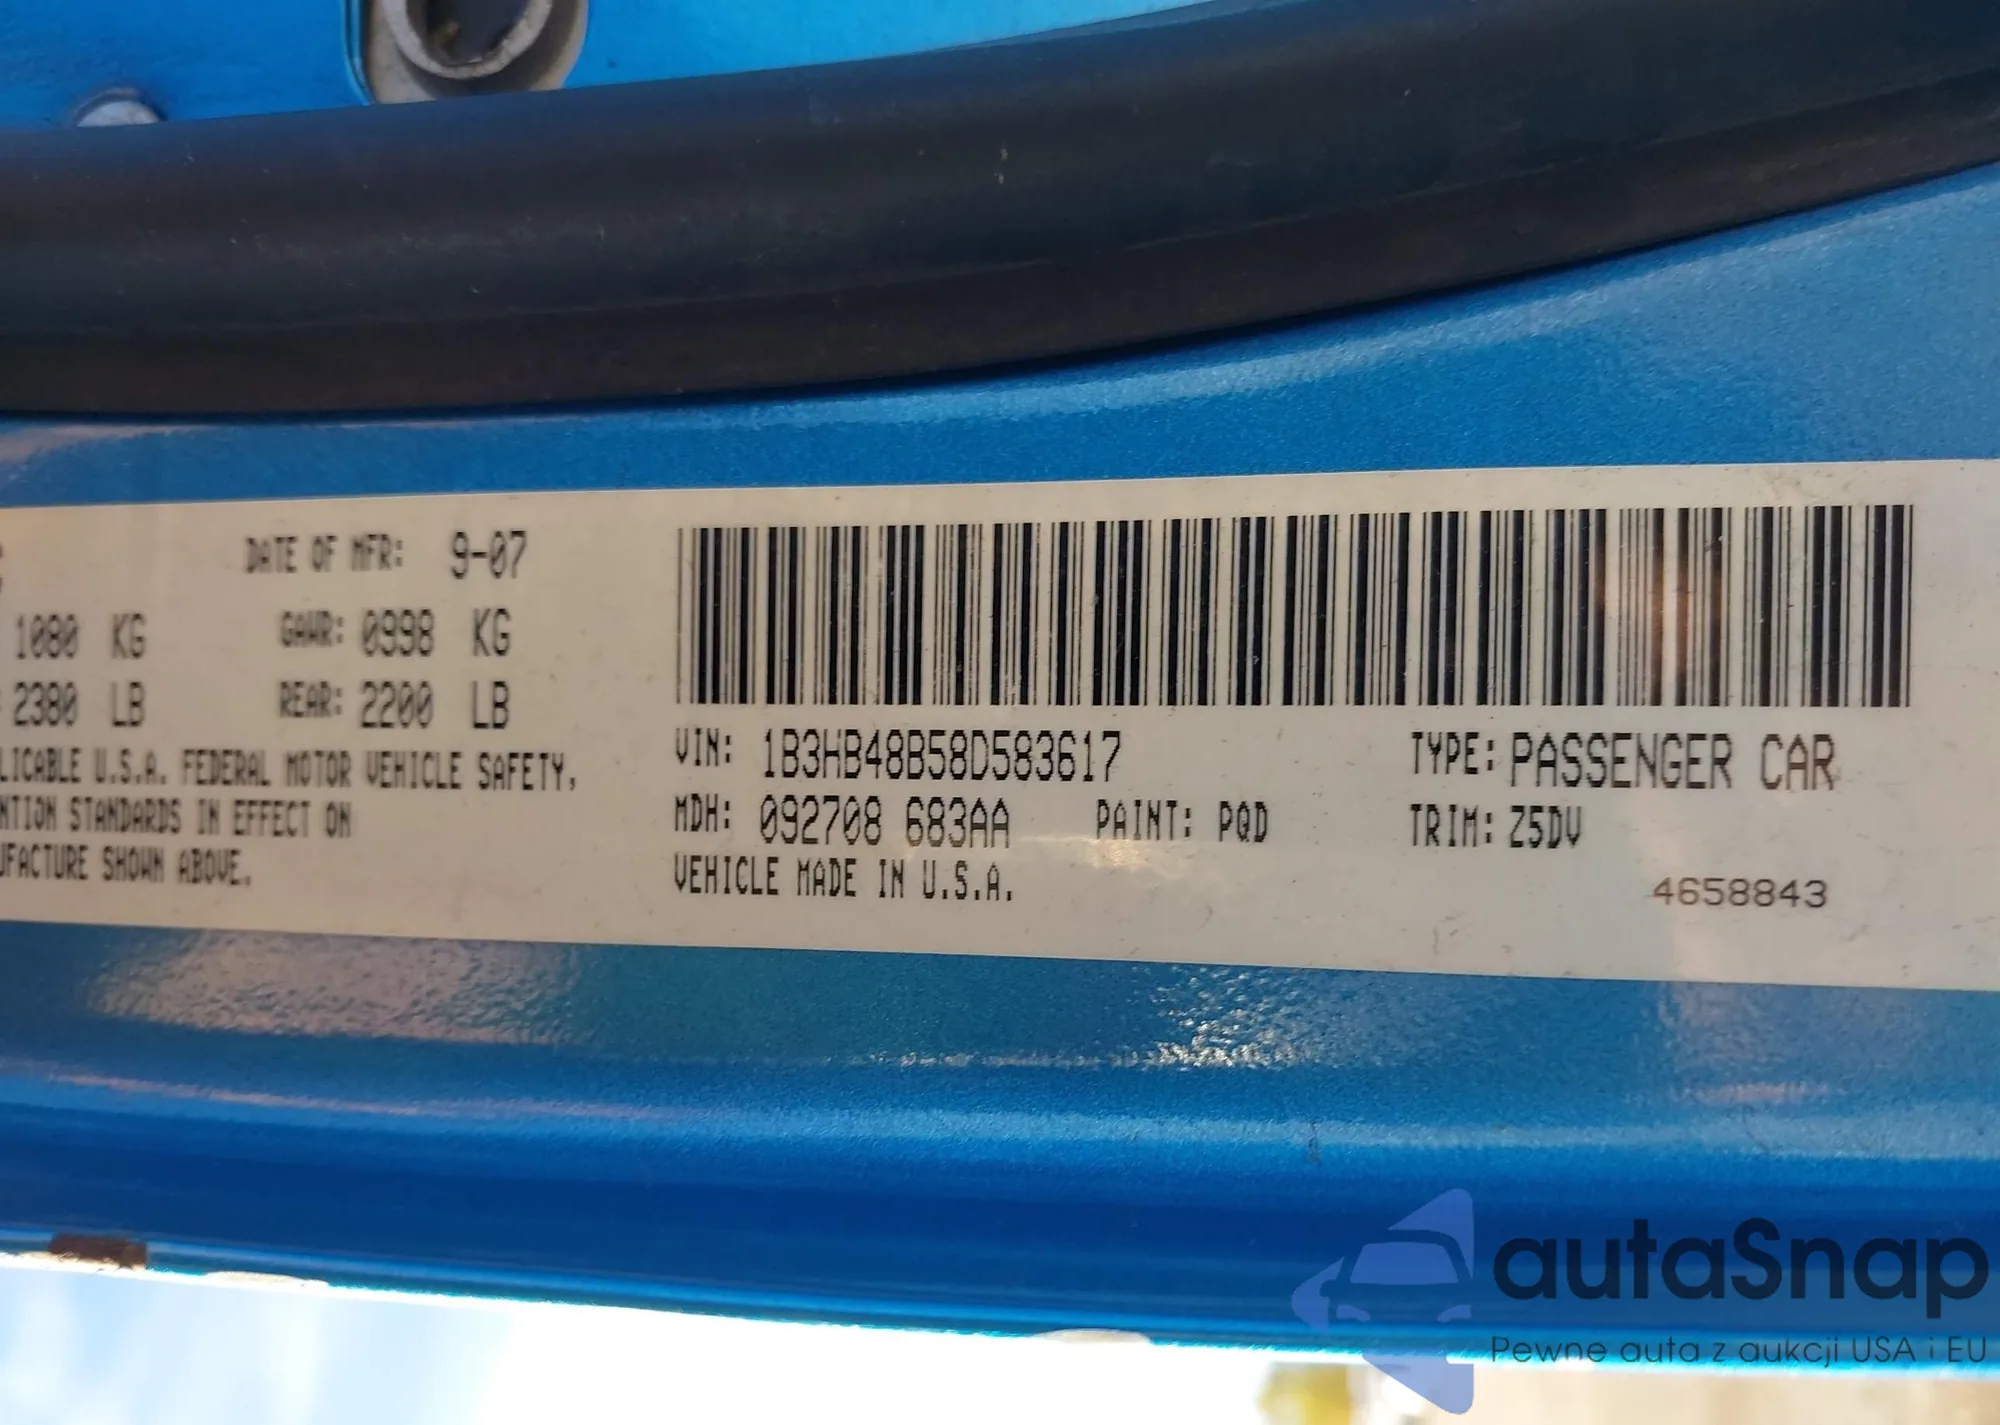 DATE OF MFR: 9-07
1080 KG GAWR: 0998 KG
2380 LB REAR: 2200 LB
LICABLE U.S.A. FEDERAL MOTOR VEHICLE SAFETY,
NTION STANDARDS IN EFFECT ON
UFACTURE SHOWN ABOVE.
VIN: 1B3HB48B58D583617 TYPE: PASSENGER CAR
MDH: 092708 683AA PAINT: PQD TRIM: Z5DV
VEHICLE MADE IN U.S.A.
4658843
autaSnap
Pewne auta z aukcji USA i EU